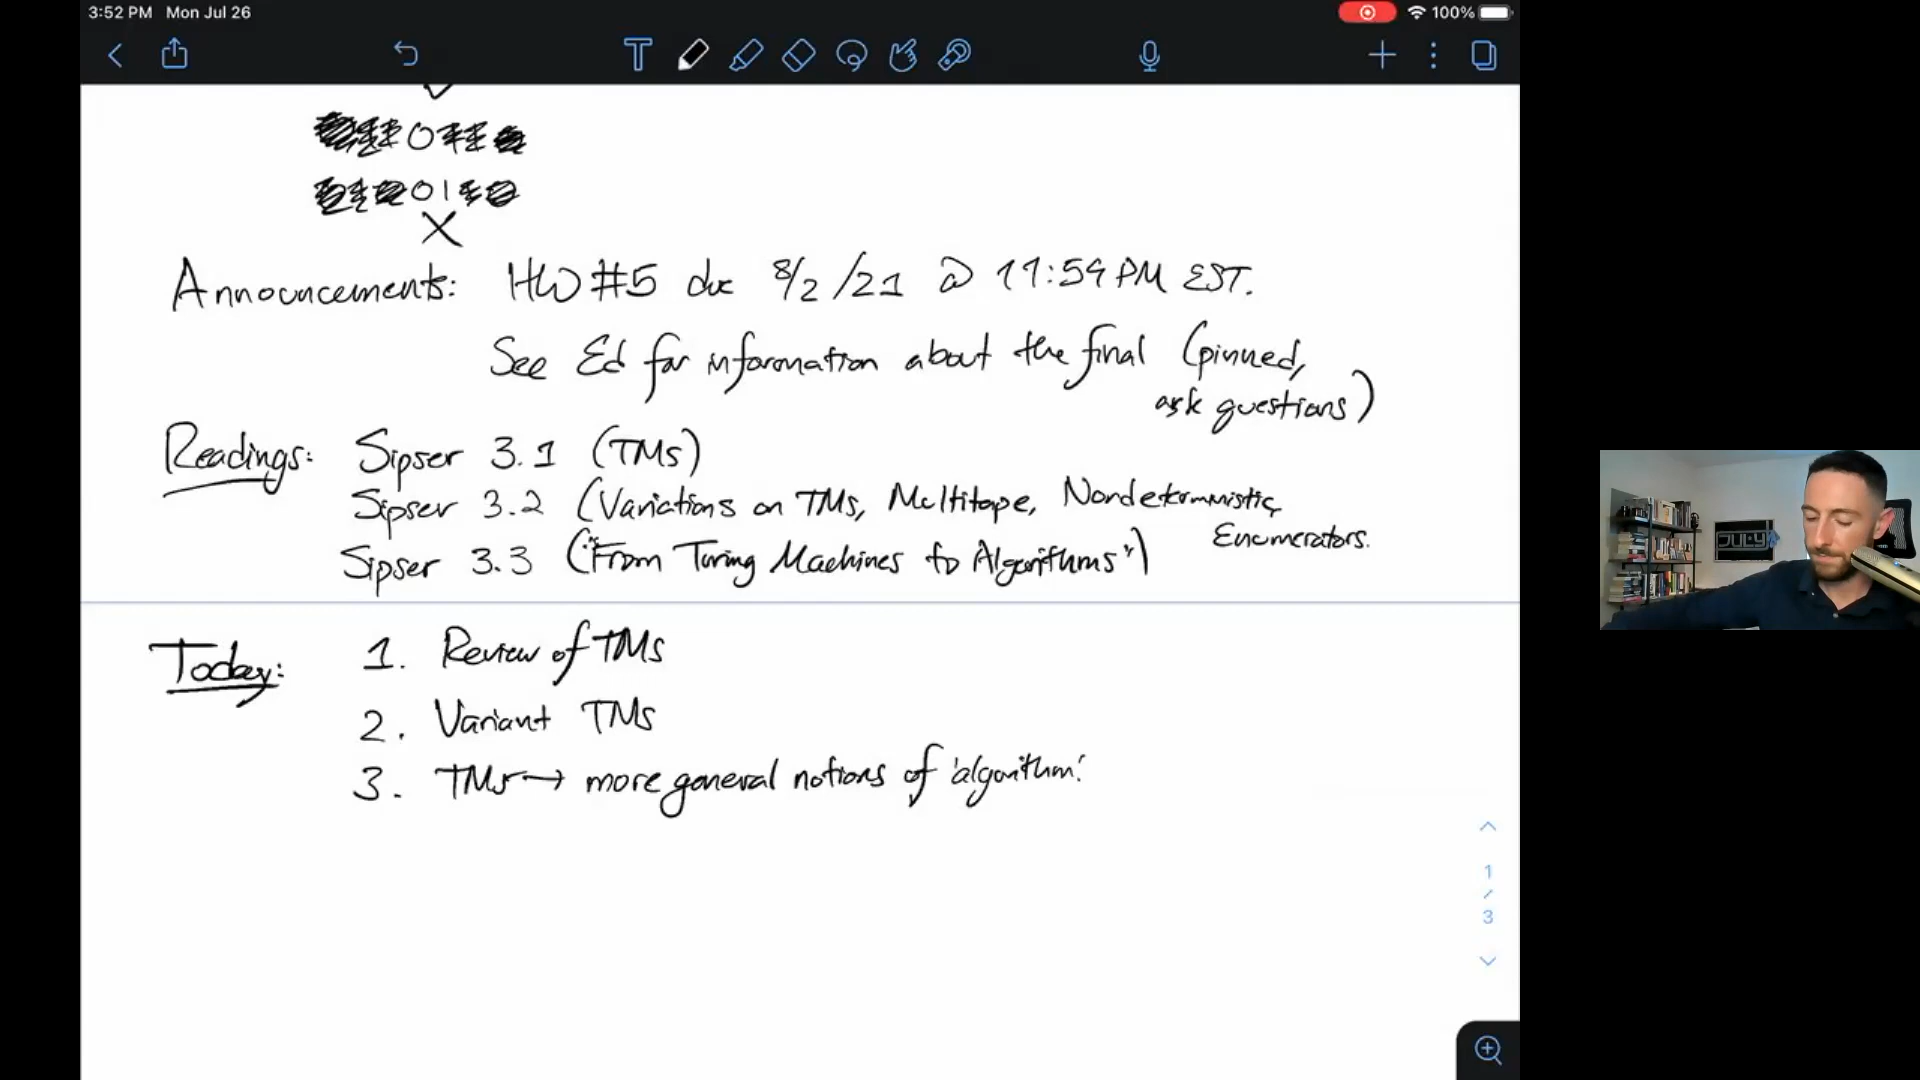 3:52 PM Mon Jul 26
100%
0
01
X
Announcements: HW #5 due 8/2/21 @ 11:59 PM EST.
See Ed for information about the final (pinned,
ask questions)
Readings: Sipser 3.1 (TMs)
Sipser 3.2 (Variations on TMs, Multitape, Nondeterministic,
Enumerators.
Sipser 3.3 ("From Turing Machines to Algorithms")
Today: 1. Review of TMs
2. Variant TMs
3. TMs → more general notions of 'algorithm'
1
/
3
JULY